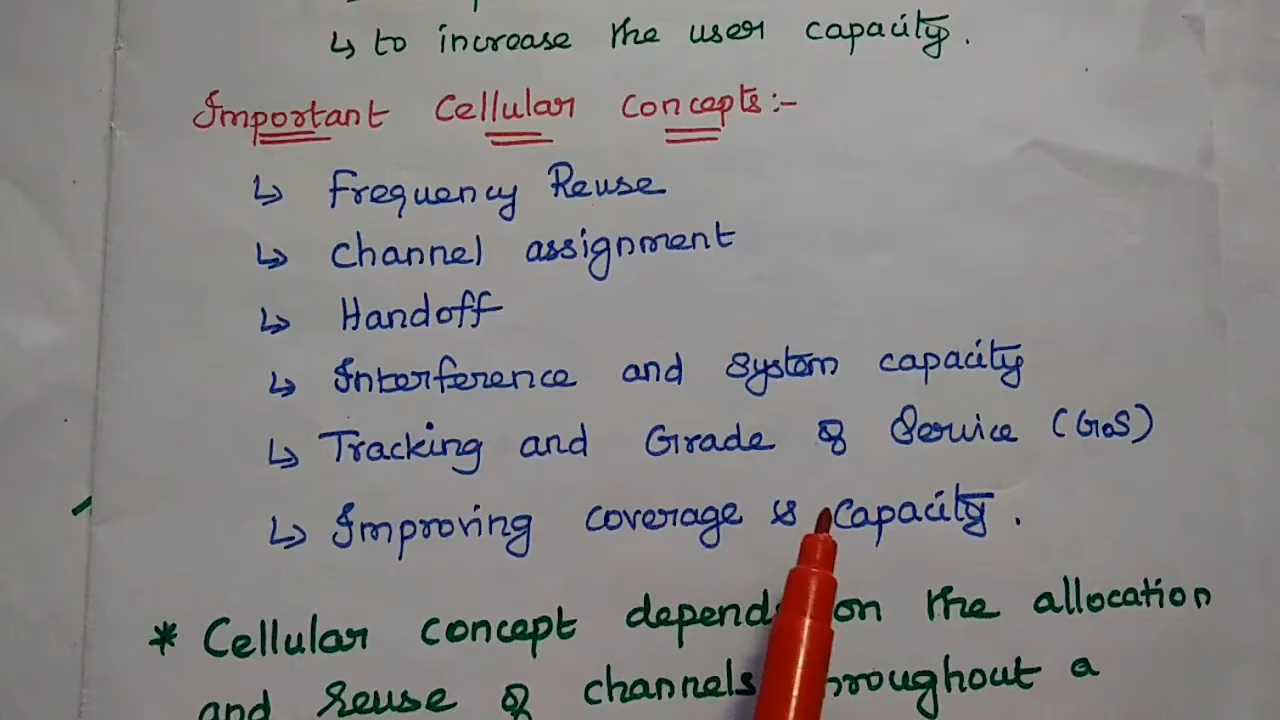 ↳ to increase the user capacity.
Important Cellular Concepts:-
↳ Frequency Reuse
↳ Channel assignment
↳ Handoff
↳ Interference and System capacity
↳ Tracking and Grade of Service (GoS)
↳ Improving coverage & capacity.
* Cellular concept depends on the allocation
and reuse of channels throughout a